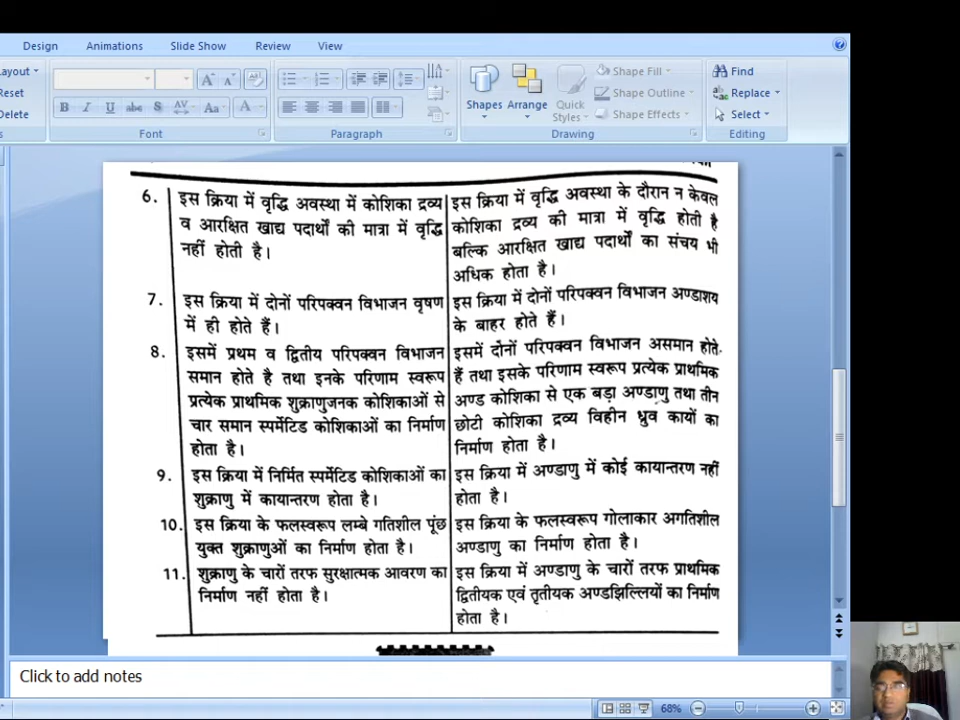 Design Animations Slide Show Review View
Layout
Reset
Delete
B I U abc S AV Aa A
Font
Paragraph
Shapes Arrange Quick Styles
Shape Fill
Shape Outline
Shape Effects
Drawing
Find
Replace
Select
Editing
6. इस क्रिया में वृद्धि अवस्था में कोशिका द्रव्य
व आरक्षित खाद्य पदार्थों की मात्रा में वृद्धि
नहीं होती है।
इस क्रिया में वृद्धि अवस्था के दौरान न केवल
कोशिका द्रव्य की मात्रा में वृद्धि होती है
बल्कि आरक्षित खाद्य पदार्थों का संचय भी
अधिक होता है।
7. इस क्रिया में दोनों परिपक्वन विभाजन वृषण
में ही होते हैं।
इस क्रिया में दोनों परिपक्वन विभाजन अण्डाशय
के बाहर होते हैं।
8. इसमें प्रथम व द्वितीय परिपक्वन विभाजन
समान होते है तथा इनके परिणाम स्वरूप
प्रत्येक प्राथमिक शुक्राणुजनक कोशिकाओं से
चार समान स्पर्मेटिड कोशिकाओं का निर्माण
होता है।
इसमें दोंनों परिपक्वन विभाजन असमान होते
हैं तथा इसके परिणाम स्वरूप प्रत्येक प्राथमिक
अण्ड कोशिका से एक बड़ा अण्डाणु तथा तीन
छोटी कोशिका द्रव्य विहीन ध्रुव कायों का
निर्माण होता है।
9. इस क्रिया में निर्मित स्पर्मेटिड कोशिकाओं का
शुक्राणु में कायान्तरण होता है।
इस क्रिया में अण्डाणु में कोई कायान्तरण नहीं
होता है।
10. इस क्रिया के फलस्वरूप लम्बे गतिशील पूंछ
युक्त शुक्राणुओं का निर्माण होता है।
इस क्रिया के फलस्वरूप गोलाकार अगतिशील
अण्डाणु का निर्माण होता है।
11. शुक्राणु के चारों तरफ सुरक्षात्मक आवरण का
निर्माण नहीं होता है।
इस क्रिया में अण्डाणु के चारों तरफ प्राथमिक
द्वितीयक एवं तृतीयक अण्डझिल्लियों का निर्माण
होता है।
Click to add notes
68%